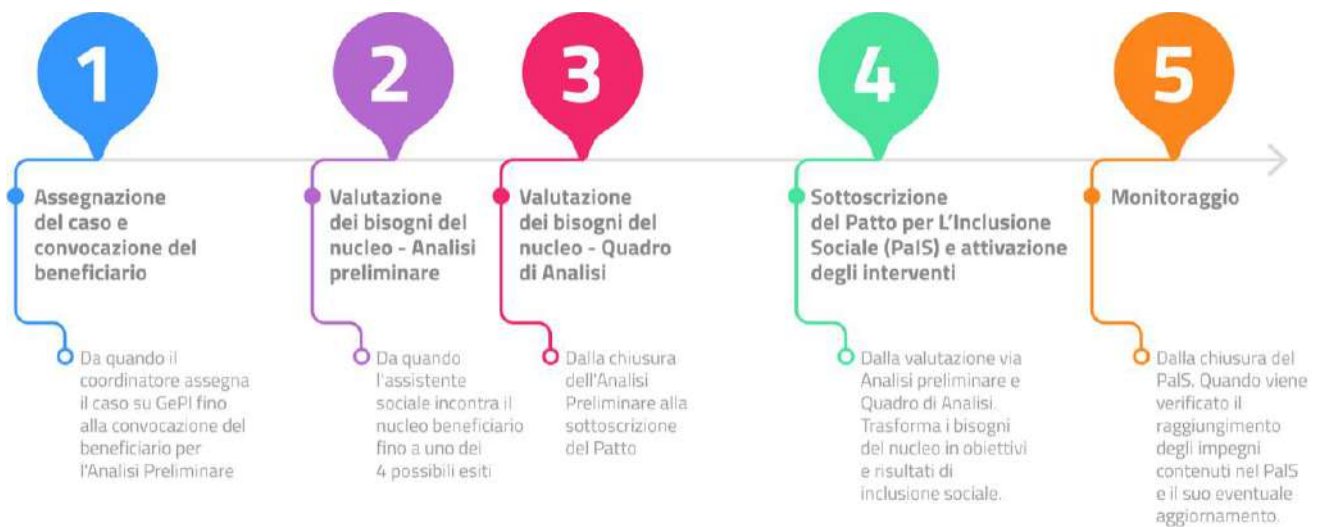 1
Assegnazione
del caso e
convocazione del
beneficiario
Da quando il
coordinatore assegna
il caso su GePI fino
alla convocazione del
beneficiario per
l'Analisi Preliminare
2
Valutazione
dei bisogni del
nucleo - Analisi
preliminare
Da quando
l'assistente
sociale incontra il
nucleo beneficiario
fino a uno dei
4 possibili esiti
3
Valutazione
dei bisogni del
nucleo - Quadro
di Analisi
Dalla chiusura
dell'Analisi
Preliminare alla
sottoscrizione
del Patto
4
Sottoscrizione
del Patto per L'Inclusione
Sociale (PaIS) e attivazione
degli interventi
Dalla valutazione via
Analisi preliminare e
Quadro di Analisi.
Trasforma i bisogni
del nucleo in obiettivi
e risultati di
inclusione sociale.
5
Monitoraggio
Dalla chiusura del
PaIS. Quando viene
verificato il
raggiungimento
degli impegni
contenuti nel PaIS
e il suo eventuale
aggiornamento.